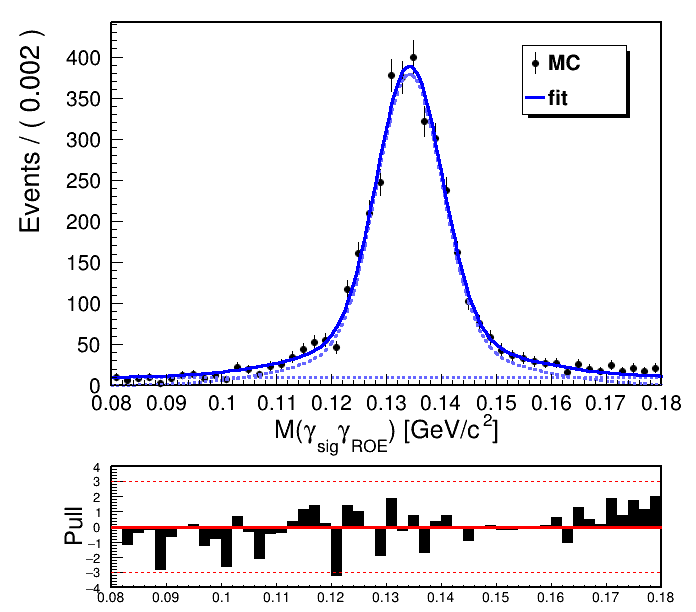 Events / ( 0.002 )
400
350
300
250
200
150
100
50
0
MC
fit
0.08 0.09 0.1 0.11 0.12 0.13 0.14 0.15 0.16 0.17 0.18
M(γ_sig γ_ROE) [GeV/c²]
Pull
4
3
2
1
0
−1
−2
−3
−4
0.08 0.09 0.10 0.11 0.12 0.13 0.14 0.15 0.16 0.17 0.18